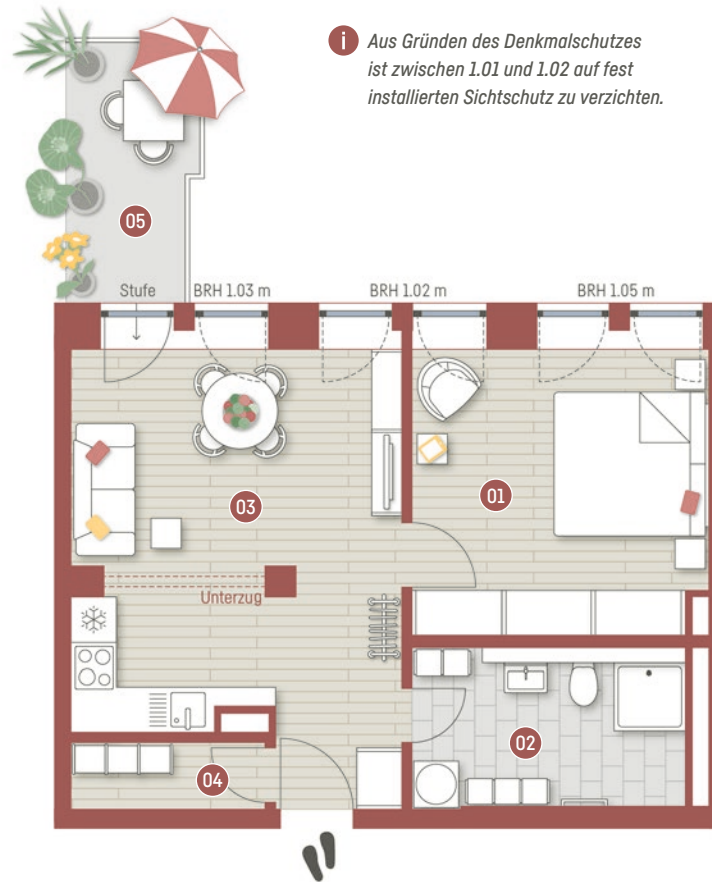 i Aus Gründen des Denkmalschutzes
ist zwischen 1.01 und 1.02 auf fest
installierten Sichtschutz zu verzichten.
05
Stufe BRH 1.03 m BRH 1.02 m BRH 1.05 m
01
03
Unterzug
02
04